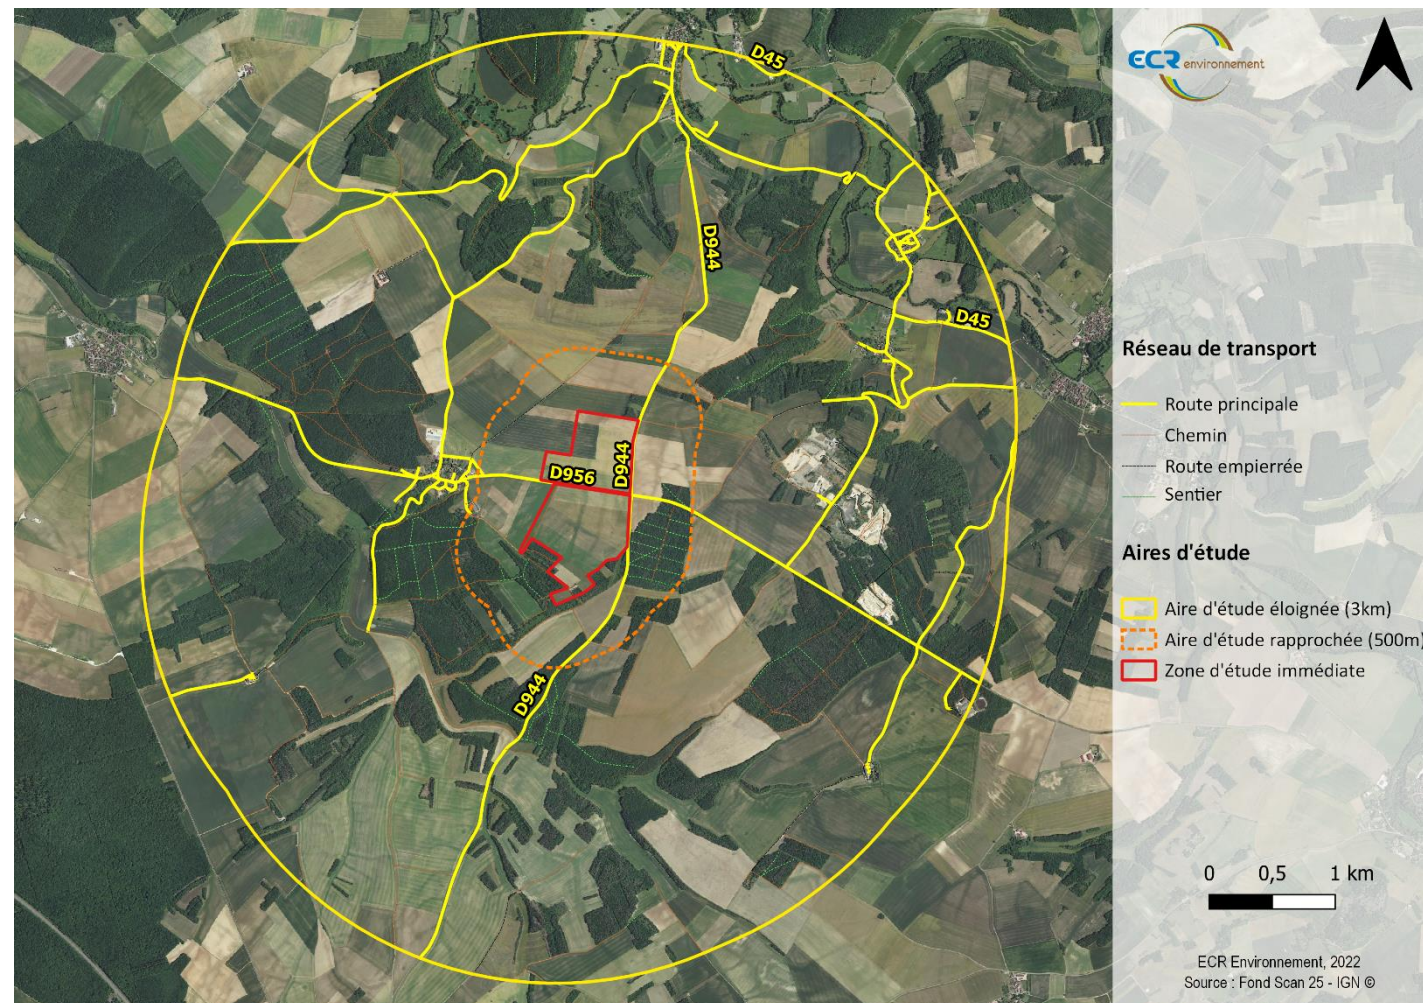 D45
ECR environnement
D944
D45
D944
D956
D944
Réseau de transport
Route principale
Chemin
Route empierrée
Sentier
Aires d'étude
Aire d'étude éloignée (3km)
Aire d'étude rapprochée (500m)
Zone d'étude immédiate
0 0,5 1 km
ECR Environnement, 2022
Source : Fond Scan 25 - IGN ©